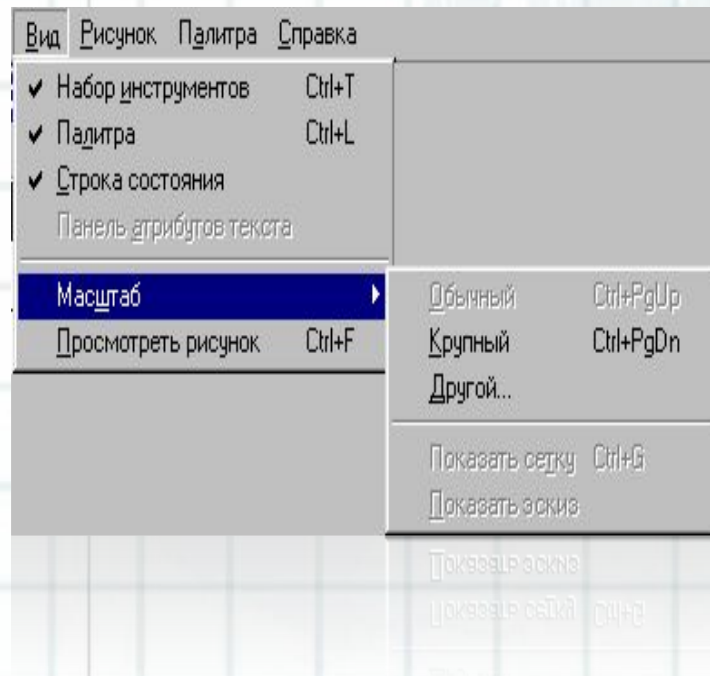 Вид Рисунок Палитра Справка
Набор инструментов Ctrl+T
Палитра Ctrl+L
Строка состояния
Панель атрибутов текста
Масштаб
Просмотреть рисунок Ctrl+F
Обычный Ctrl+PgUp
Крупный Ctrl+PgDn
Другой...
Показать сетку Ctrl+G
Показать эскиз